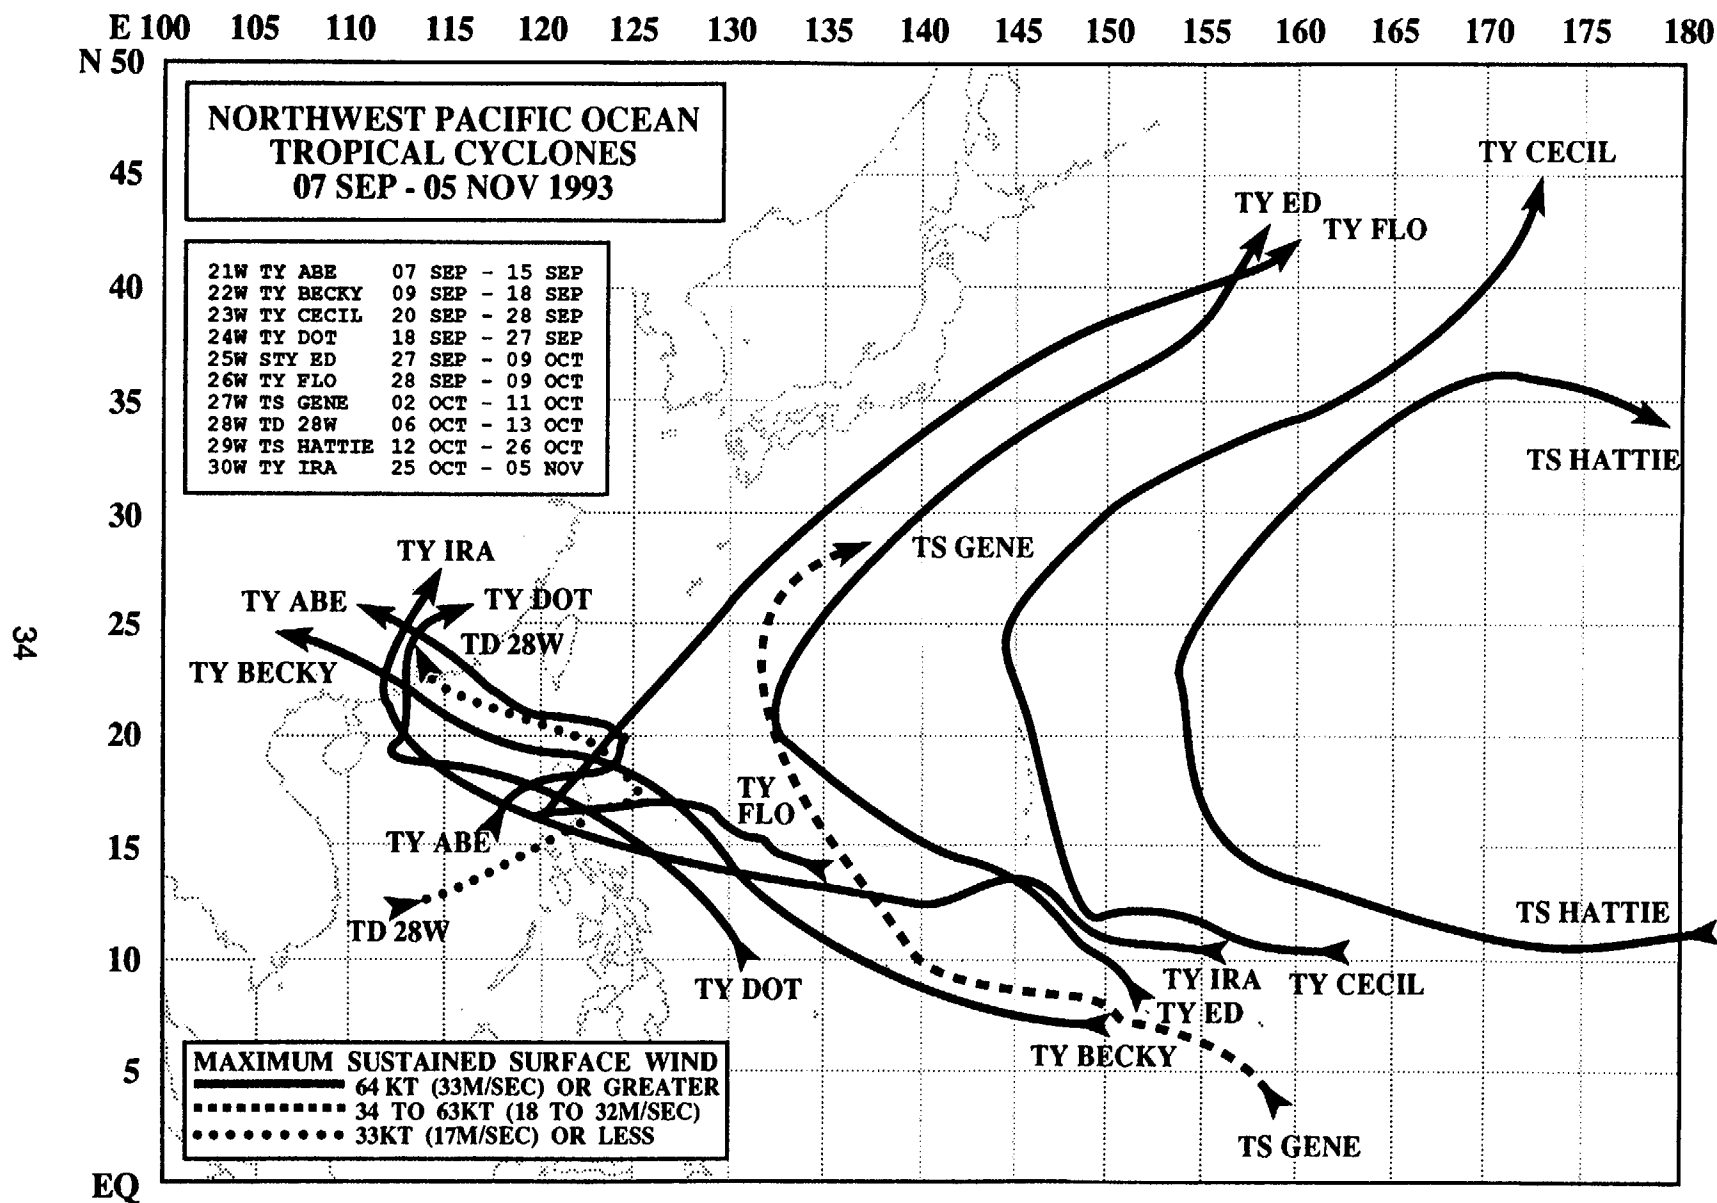 E 100 105 110 115 120 125 130 135 140 145 150 155 160 165 170 175 180
N 50
45
40
35
30
25
20
15
10
5
EQ
NORTHWEST PACIFIC OCEAN
TROPICAL CYCLONES
07 SEP - 05 NOV 1993
21W TY ABE 07 SEP - 15 SEP
22W TY BECKY 09 SEP - 18 SEP
23W TY CECIL 20 SEP - 28 SEP
24W TY DOT 18 SEP - 27 SEP
25W STY ED 27 SEP - 09 OCT
26W TY FLO 28 SEP - 09 OCT
27W TS GENE 02 OCT - 11 OCT
28W TD 28W 06 OCT - 13 OCT
29W TS HATTIE 12 OCT - 26 OCT
30W TY IRA 25 OCT - 05 NOV
TY CECIL
TY ED
TY FLO
TS HATTIE
TS GENE
TY IRA
TY ABE
TY DOT
TD 28W
TY BECKY
TY
FLO
TY ABE
TD 28W
TS HATTIE
TY DOT
TY IRA
TY CECIL
TY ED
TY BECKY
TS GENE
MAXIMUM SUSTAINED SURFACE WIND
64 KT (33M/SEC) OR GREATER
34 TO 63KT (18 TO 32M/SEC)
33KT (17M/SEC) OR LESS
34